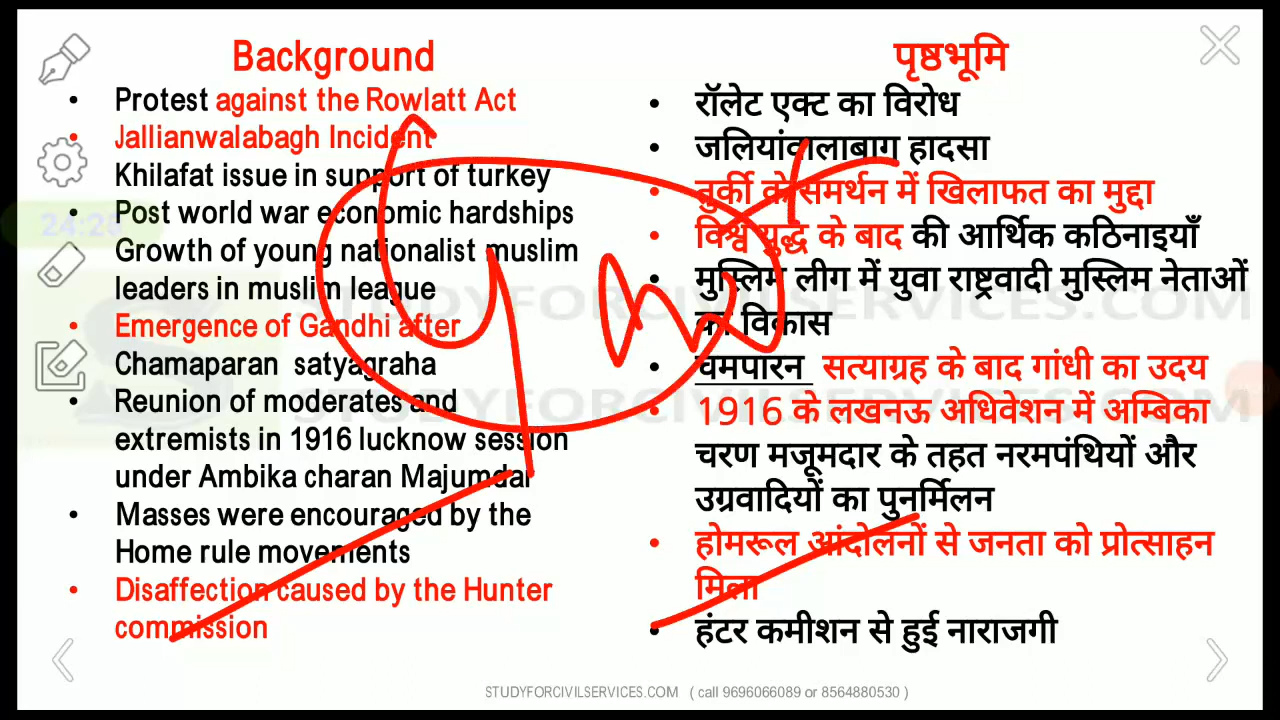 Background
Protest against the Rowlatt Act
Jallianwalabagh Incident
Khilafat issue in support of turkey
Post world war economic hardships
Growth of young nationalist muslim
leaders in muslim league
Emergence of Gandhi after
Chamaparan satyagraha
Reunion of moderates and
extremists in 1916 lucknow session
under Ambika charan Majumdar
Masses were encouraged by the
Home rule movements
Disaffection caused by the Hunter
commission
पृष्ठभूमि
रॉलेट एक्ट का विरोध
जलियांवालाबाग हादसा
तुर्की के समर्थन में खिलाफत का मुद्दा
विश्व युद्ध के बाद की आर्थिक कठिनाइयाँ
मुस्लिम लीग में युवा राष्ट्रवादी मुस्लिम नेताओं
का विकास
चमपारन सत्याग्रह के बाद गांधी का उदय
1916 के लखनऊ अधिवेशन में अम्बिका
चरण मजूमदार के तहत नरमपंथियों और
उग्रवादियों का पुनर्मिलन
होमरूल आंदोलनों से जनता को प्रोत्साहन
मिला
हंटर कमीशन से हुई नाराजगी
STUDYFORCIVILSERVICES.COM
STUDYFORCIVILSERVICES.COM
STUDYFORCIVILSERVICES.COM ( call 9696066089 or 8564880530 )